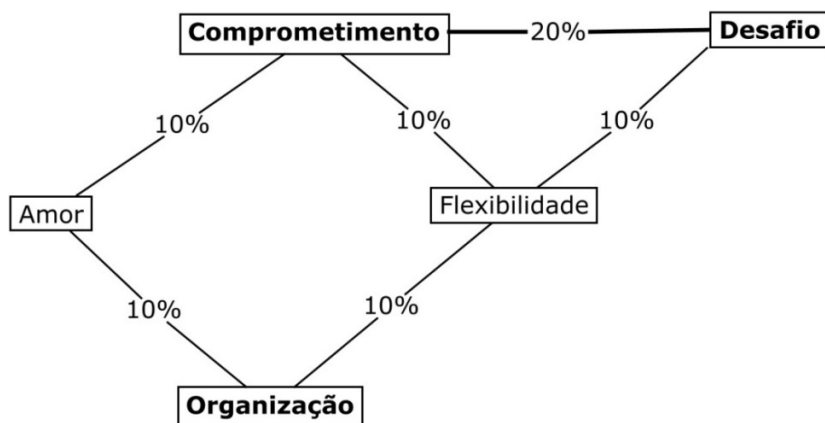 Comprometimento
20%
Desafio
10%
10%
10%
Amor
Flexibilidade
10%
10%
Organização